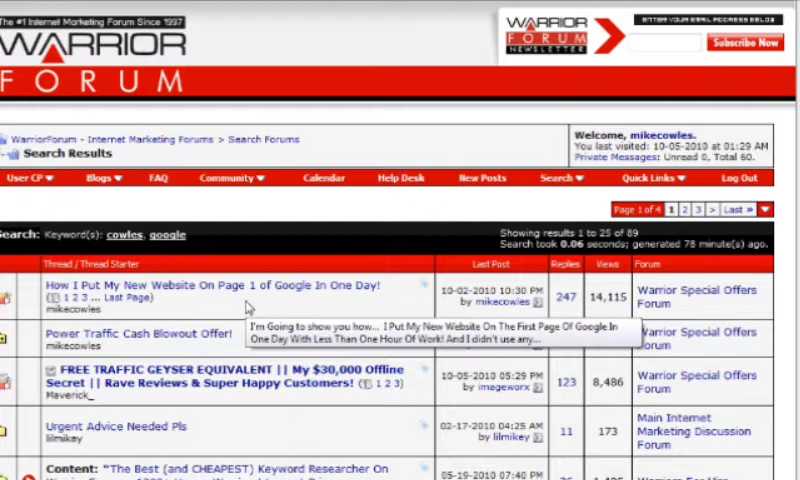 The #1 Internet Marketing Forum Since 1997
WARRIOR
FORUM
WARRIOR
FORUM
NEWSLETTER
ENTER YOUR EMAIL ADDRESS BELOW
Subscribe Now
WarriorForum - Internet Marketing Forums > Search Forums
Search Results
Welcome, mikecowles.
You last visited: 10-05-2010 at 01:29 AM
Private Messages: Unread 0, Total 60.
User CP Blogs FAQ Community Calendar Help Desk New Posts Search Quick Links Log Out
Page 1 of 4 1 2 3 > Last »
Search: Keyword(s): cowles, google
Showing results 1 to 25 of 89
Search took 0.06 seconds; generated 78 minute(s) ago.
Thread / Thread Starter Last Post Replies Views Forum
How I Put My New Website On Page 1 of Google In One Day!
( 1 2 3 ... Last Page)
mikecowles
10-02-2010 10:30 PM
by mikecowles
247
14,115
Warrior Special Offers
Forum
I'm Going to show you how... I Put My New Website On The First Page Of Google In
One Day With Less Than One Hour Of Work! And I didn't use any...
Power Traffic Cash Blowout Offer!
mikecowles
Warrior Special Offers
Forum
FREE TRAFFIC GEYSER EQUIVALENT || My $30,000 Offline
Secret || Rave Reviews & Super Happy Customers! ( 1 2 3)
Maverick_
10-05-2010 05:29 PM
by imageworx
123
8,486
Warrior Special Offers
Forum
Urgent Advice Needed Pls
lilmikey
02-17-2010 04:25 AM
by lilmikey
11
173
Main Internet
Marketing Discussion
Forum
Content: "The Best (and CHEAPEST) Keyword Researcher On
05-19-2010 07:40 PM